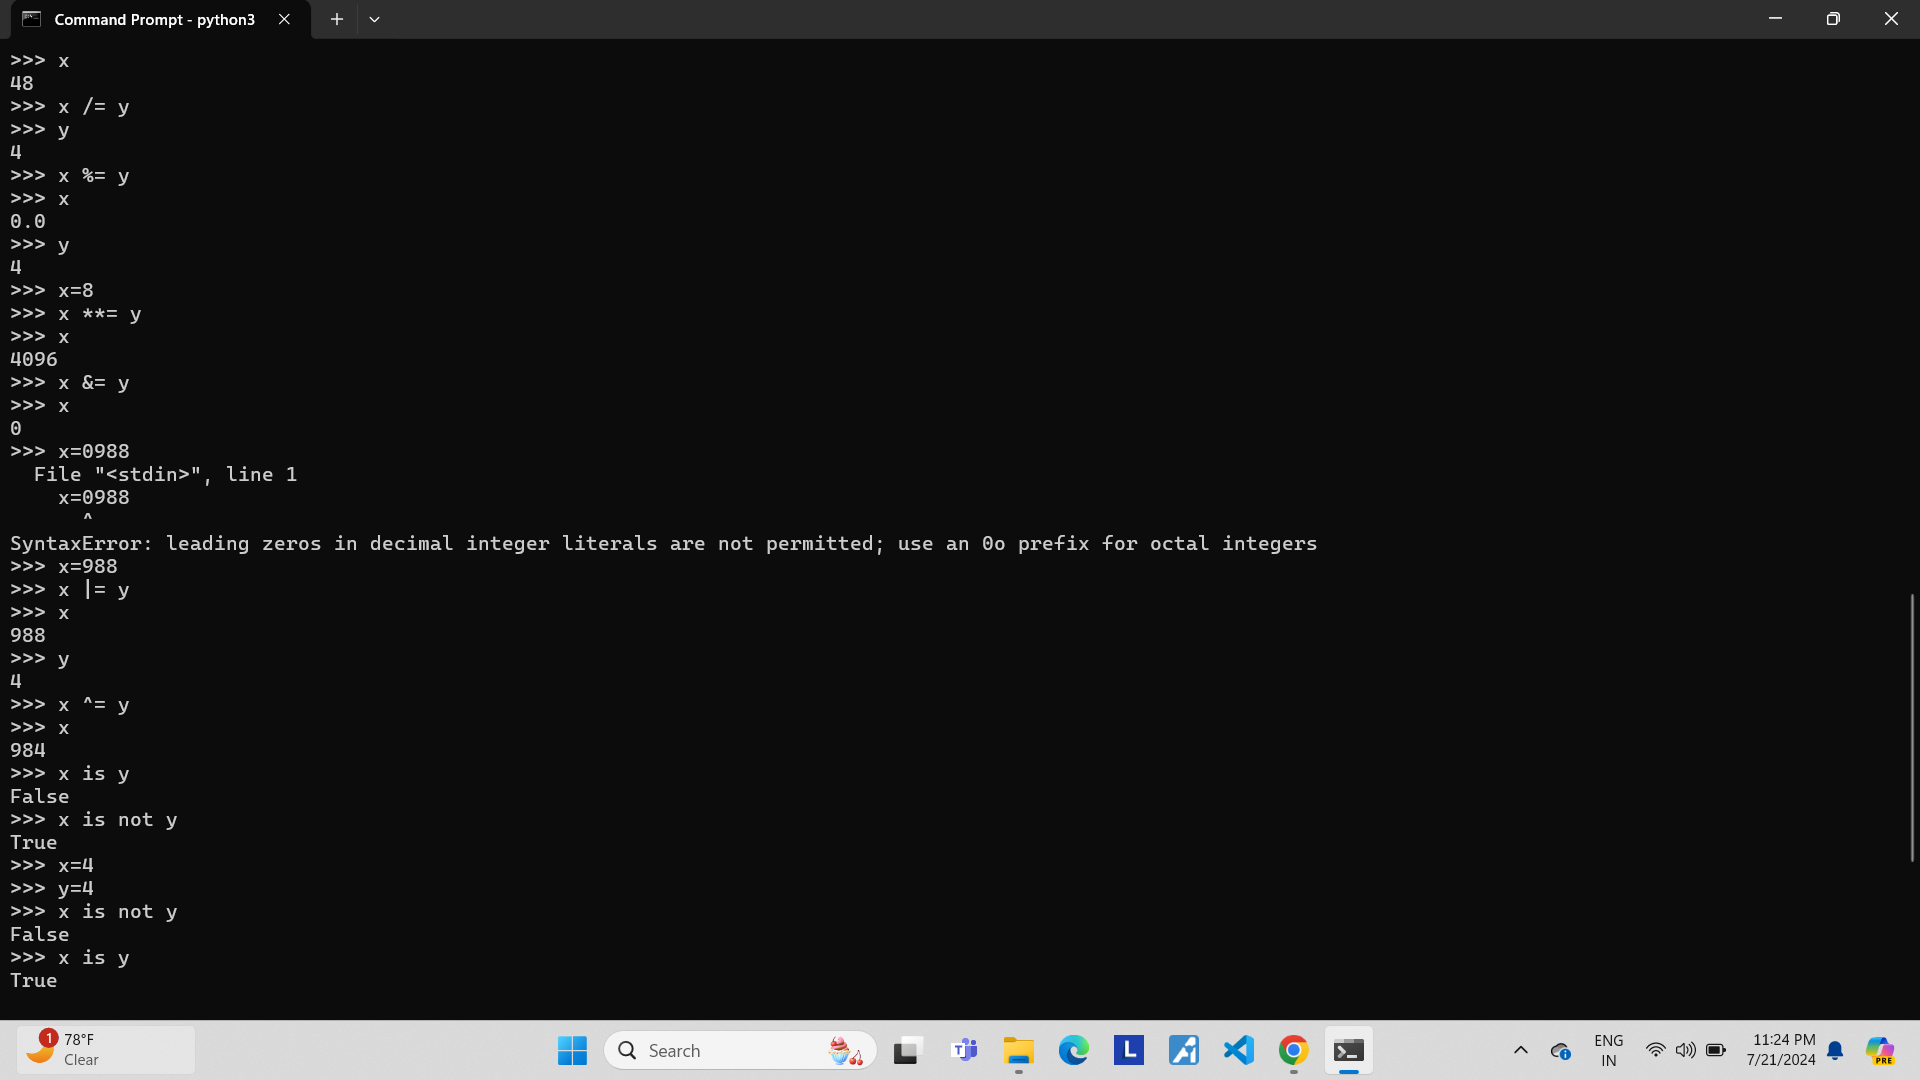 Command Prompt - python3
>>> x
48
>>> x /= y
>>> y
4
>>> x %= y
>>> x
0.0
>>> y
4
>>> x=8
>>> x **= y
>>> x
4096
>>> x &= y
>>> x
0
>>> x=0988
  File "<stdin>", line 1
    x=0988
      ^
SyntaxError: leading zeros in decimal integer literals are not permitted; use an 0o prefix for octal integers
>>> x=988
>>> x |= y
>>> x
988
>>> y
4
>>> x ^= y
>>> x
984
>>> x is y
False
>>> x is not y
True
>>> x=4
>>> y=4
>>> x is not y
False
>>> x is y
True
1
78°F
Clear
Search
T
L
ENG
IN
11:24 PM
7/21/2024
PRE